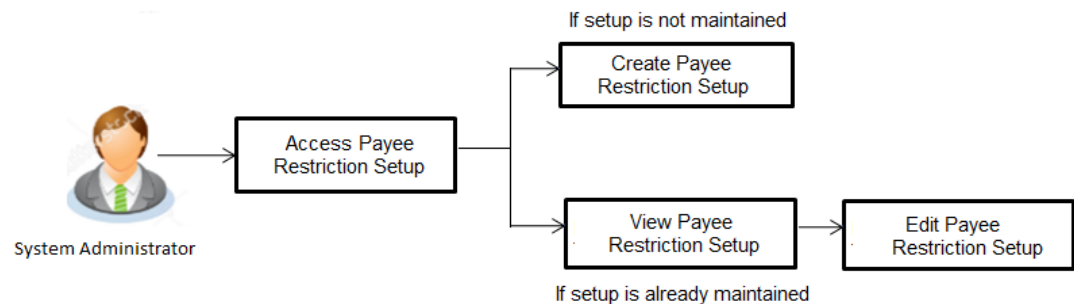 If setup is not maintained
Create Payee
Restriction Setup
Access Payee
Restriction Setup
System Administrator
View Payee
Restriction Setup
Edit Payee
Restriction Setup
If setup is already maintained